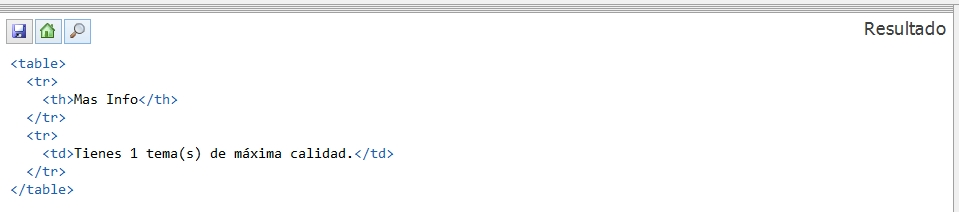 Resultado
<table>
  <tr>
    <th>Mas Info</th>
  </tr>
  <tr>
    <td>Tienes 1 tema(s) de máxima calidad.</td>
  </tr>
</table>